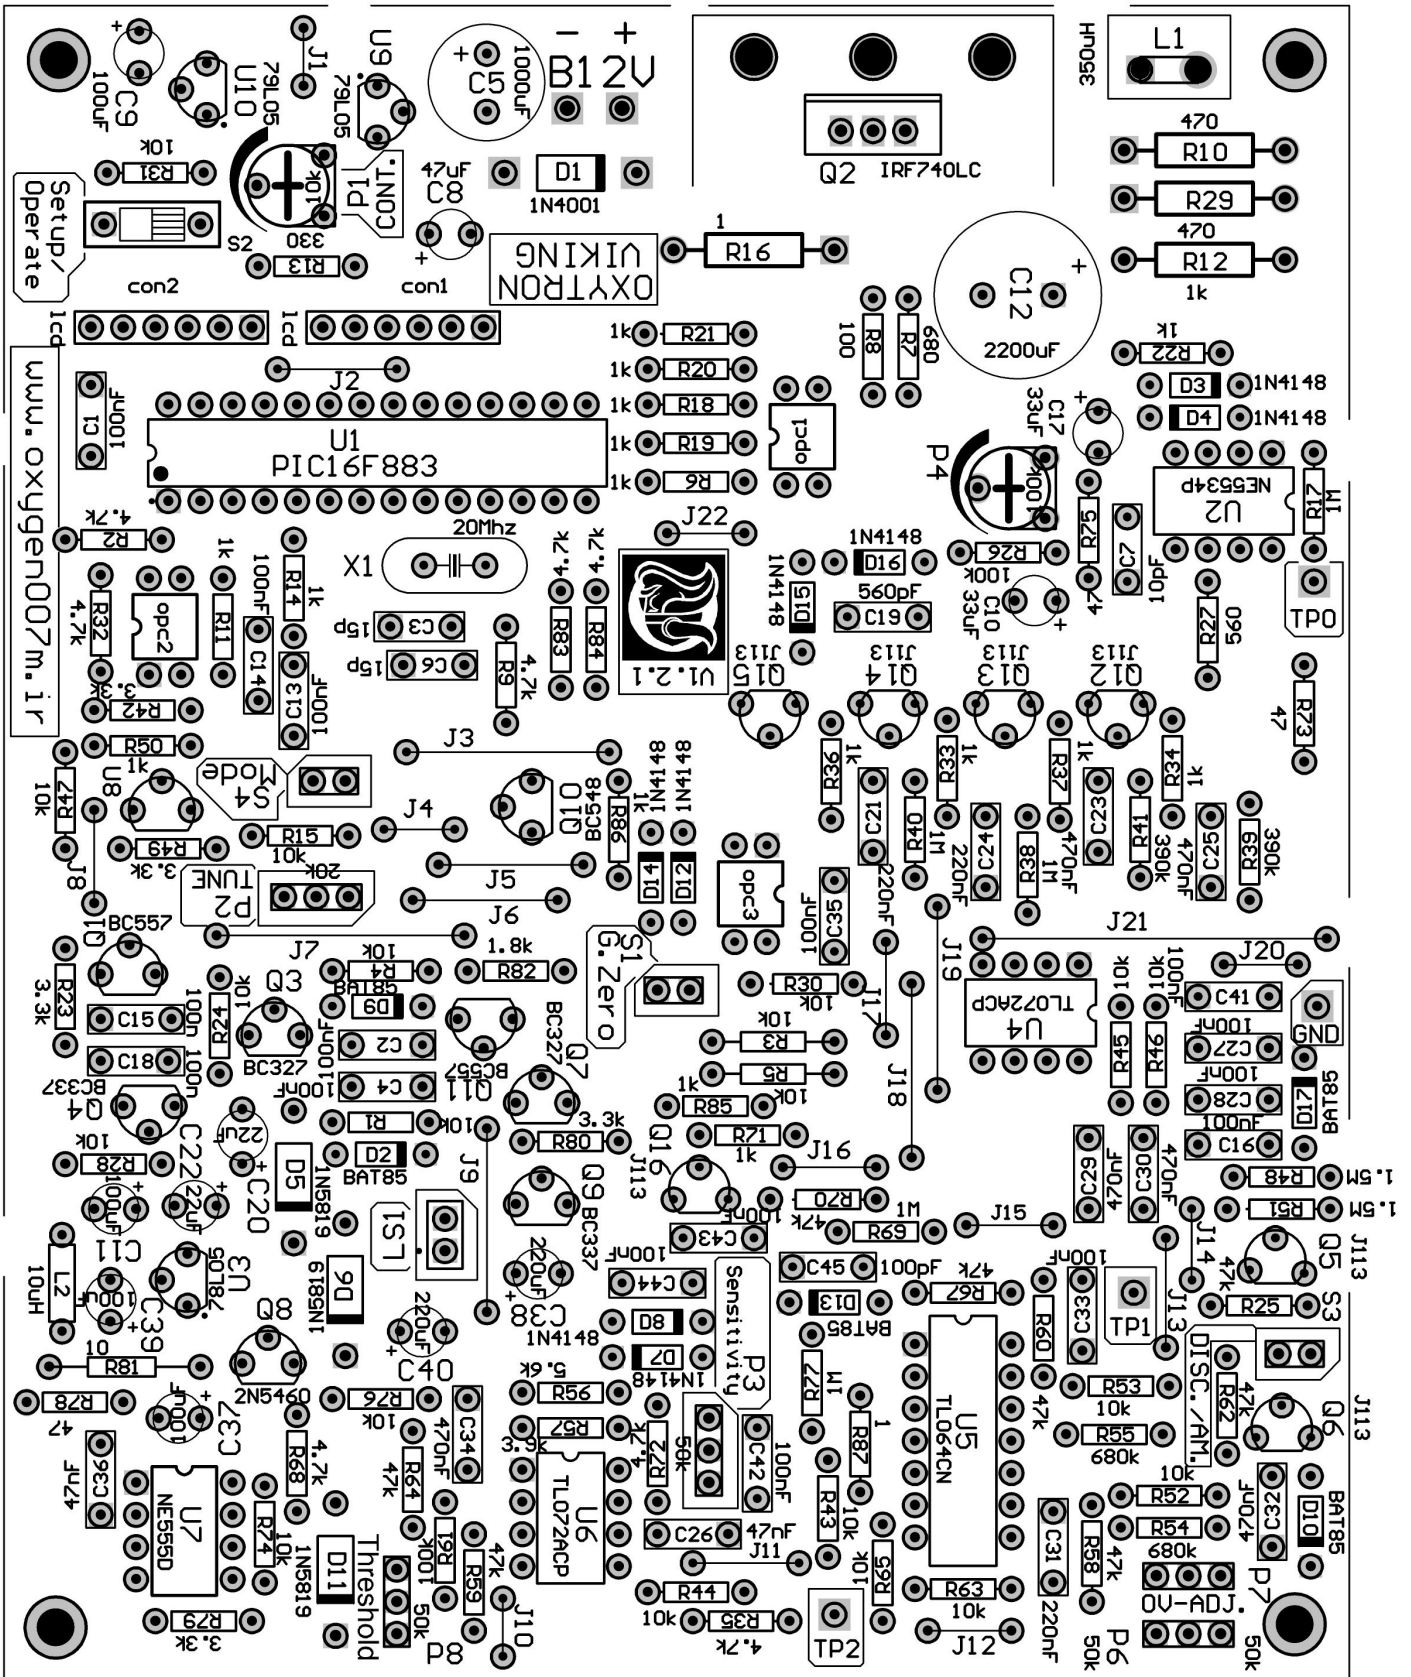 C9
100uF
U10
79L05
J1
U9
79L05
C5
1000uF
- +
B12V
350uH
L1
Q2
IRF740LC
470
R10
R29
470
R12
1k
10k
R31
Setup/
Operate
S2
10k
P1
CONT.
330
R13
47uF
C8
D1
1N4001
OXYTRON
VIKING
1
R16
C12
2200uF
con2
con1
lcd
lcd
J2
1k R21
1k R20
1k R18
1k R19
1k R6
R8
100
R7
680
1k
R22
D3 1N4148
D4 1N4148
www.oxygen007m.ir
C1
100nF
U1
PIC16F883
opc1
C17
33uF
P4
100k
R75
47
C7
10pF
NE5534P
U2
R17
1M
4.7k
R2
R32
4.7k
opc2
1k
R11
100nF
C14
R14
1k
C13
100uF
20Mhz
X1
C3
15p
C6
15p
R9
4.7k
4.7k
R83
4.7k
R84
J22
V1.2.1
1N4148
D16
1N4148
D15
560pF
C19
R26
100k
C10
33uF
R27
560
TP0
R73
47
3.3k
R42
R50
1k
R47
10k
U8
S4
Mode
J3
J4
J5
J6
J7
J8
Q10
BC548
R86
1k
1N4148
1N4148
D14
D12
Q15
J113
Q14
J113
Q13
J113
Q12
J113
R36
1k
R33
1k
R37
1k
R34
1k
C21
220nF
R40
1M
C24
220nF
R38
1M
C23
470nF
R41
390k
C25
470nF
R39
390k
R49
3.3k
R15
10k
P2
TUNE
20k
opc3
C35
100nF
Q1
BC557
R23
3.3k
10k
R24
Q3
BC327
10k
R4
BAT85
D9
1.8k
R82
S1
G.Zero
R30
10k
J17
J18
J19
J21
J20
TL072ACP
U4
10k
R45
10k
R46
100nF
C41
100nF
C27
100nF
C28
100nF
C16
GND
D17
BAT85
C15
100n
C18
100n
BC337
Q4
C2
100nF
C4
100nF
BC557
Q11
BC327
Q7
10k
R3
R5
10k
1k
R85
R71
1k
R1
10k
D2
BAT85
R80
3.3k
J9
10k
R28
C22
22uF
22uF
C20
D5
1N5819
100uF
C11
L2
10uH
100uF
C39
U3
78L05
D6
1N5819
LS1
Q9
BC337
Q16
J113
J16
R70
47k
1M
R69
100nF
C43
100nF
C44
C45
100pF
D13
BAT85
J15
C29
470nF
C30
470nF
R48
1.5M
R51
1.5M
J14
J13
Q5
J113
47k
R25
S3
Q8
2N5460
10
R81
220uF
C40
220uF
C38
1N4148
D8
D7
1N4148
Sensitivity
P3
50k
47k
R67
R60
47k
100nF
C33
TP1
R77
1M
1
R87
U5
TL064CN
R53
10k
R55
680k
DISC./AM.
R62
47k
Q6
J113
R78
47
100uF
C37
C36
47nF
R68
4.7k
R76
10k
R64
47k
C34
470nF
5.6k
R56
R57
3.9k
R72
4.7k
C42
100nF
R43
10k
R65
10k
U7
NE555D
R74
10k
D11
1N5819
R79
3.3k
Threshold
50k
P8
R61
100k
R59
47k
J10
TL072ACP
U6
C26
47nF
J11
R44
10k
R35
4.7k
TP2
R63
10k
J12
C31
220nF
R58
47k
10k
R52
R54
680k
C32
470nF
D10
BAT85
P7
0V-ADJ.
P6
50k
50k